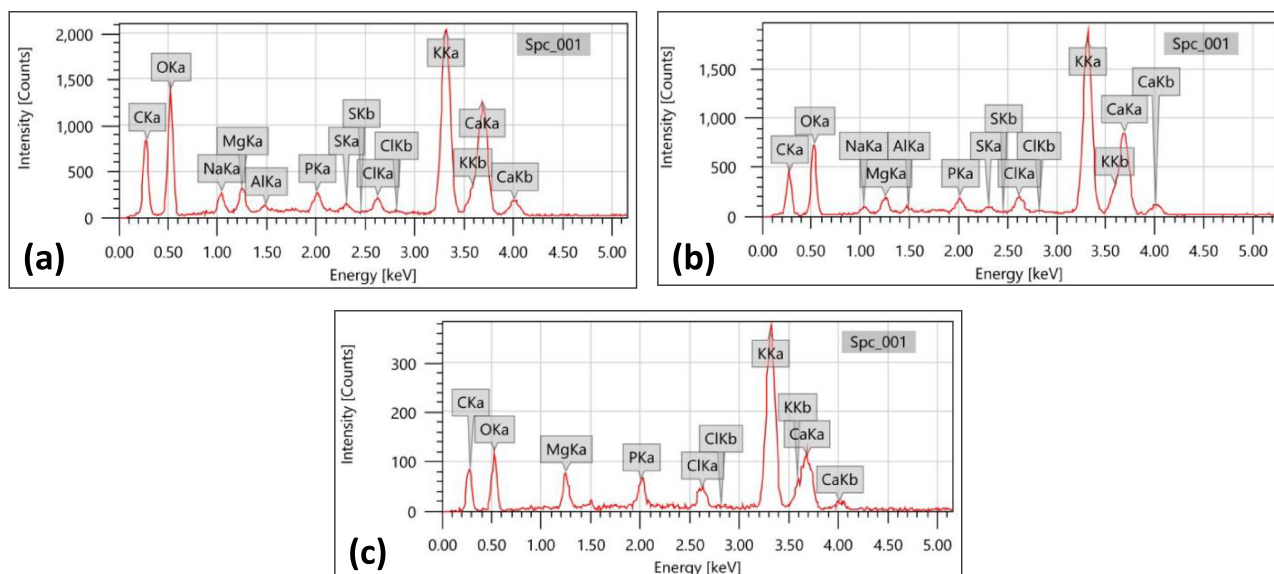 2,000
1,500
1,000
500
0
Intensity [Counts]
CKa
OKa
NaKa
MgKa
AlKa
PKa
SKa
SKb
ClKa
ClKb
KKa
KKb
CaKa
CaKb
Spc_001
0.00 0.50 1.00 1.50 2.00 2.50 3.00 3.50 4.00 4.50 5.00
Energy [keV]
(a)
1,500
1,000
500
0
Intensity [Counts]
CKa
OKa
NaKa
MgKa
AlKa
PKa
SKa
SKb
ClKa
ClKb
KKa
KKb
CaKa
CaKb
Spc_001
0.00 0.50 1.00 1.50 2.00 2.50 3.00 3.50 4.00 4.50 5.00
Energy [keV]
(b)
300
200
100
0
Intensity [Counts]
CKa
OKa
MgKa
PKa
ClKa
ClKb
KKa
KKb
CaKa
CaKb
Spc_001
0.00 0.50 1.00 1.50 2.00 2.50 3.00 3.50 4.00 4.50 5.00
Energy [keV]
(c)